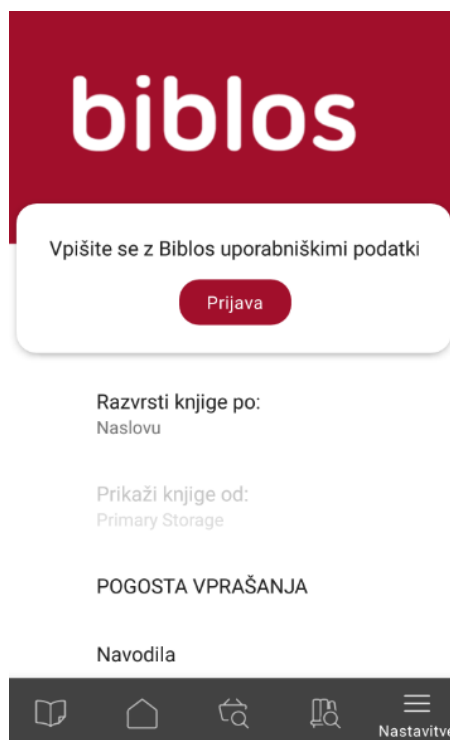 biblos
Vpišite se z Biblos uporabniškimi podatki
Prijava
Razvrsti knjige po:
Naslovu
Prikaži knjige od:
Primary Storage
POGOSTA VPRAŠANJA
Navodila
Nastavitve